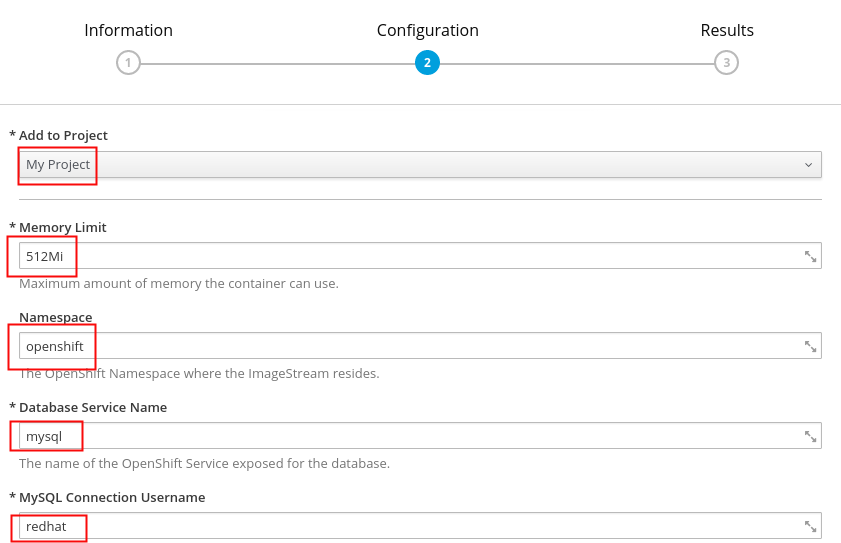 Information Configuration Results
1 2 3
* Add to Project
My Project
* Memory Limit
512Mi
Maximum amount of memory the container can use.
Namespace
openshift
The OpenShift Namespace where the ImageStream resides.
* Database Service Name
mysql
The name of the OpenShift Service exposed for the database.
* MySQL Connection Username
redhat